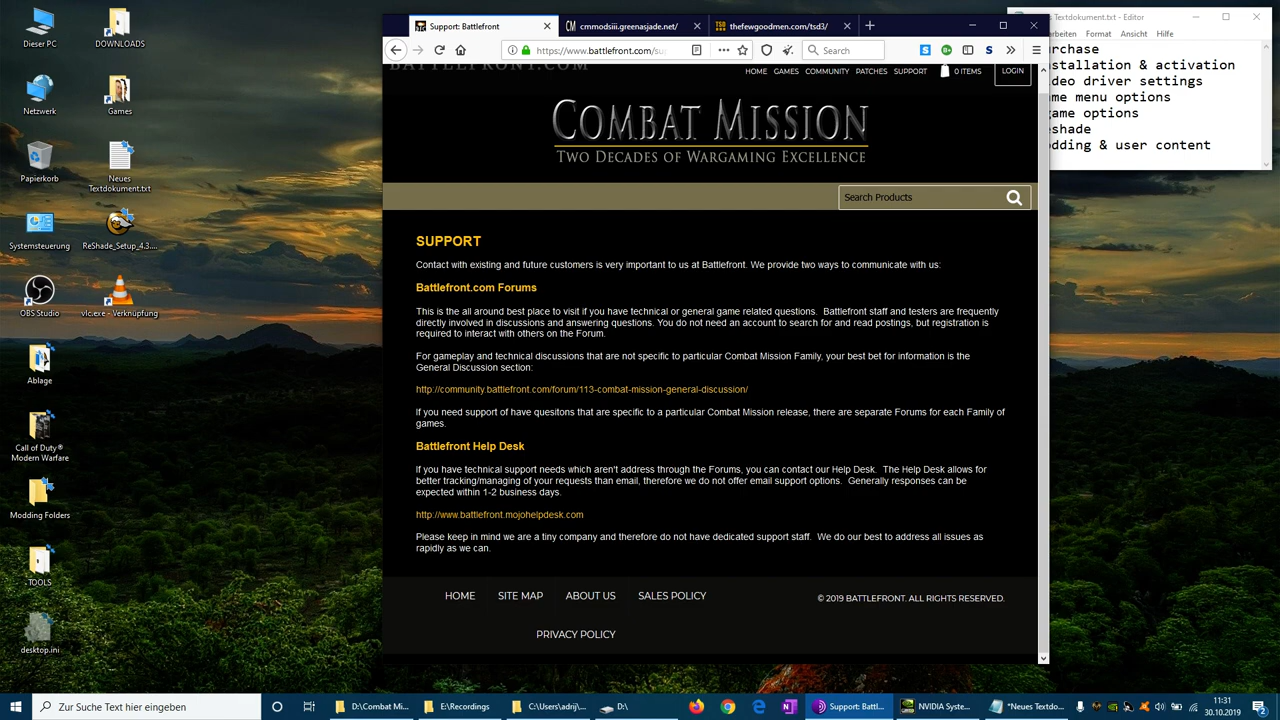 Dieser PC
DOWNLOADS
Netzwerk
Games
Papierkorb
Neues
Textdokument.txt
Systemsteuerung
ReShade_Setup_4.3....
OBS Studio
vlc.exe - Verknüpfung
Ablage
Call of Duty®
Modern Warfare
Modding Folders
- TOOLS
desktop.ini
Support: Battlefront
cmmodsiii.greenasjade.net/
thefewgoodmen.com/tsd3/
https://www.battlefront.com/su
Search
HOME GAMES COMMUNITY PATCHES SUPPORT 0 ITEMS LOGIN
COMBAT MISSION
TWO DECADES OF WARGAMING EXCELLENCE
Search Products
SUPPORT
Contact with existing and future customers is very important to us at Battlefront. We provide two ways to communicate with us:
Battlefront.com Forums
This is the all around best place to visit if you have technical or general game related questions. Battlefront staff and testers are frequently
directly involved in discussions and answering questions. You do not need an account to search for and read postings, but registration is
required to interact with others on the Forum.
For gameplay and technical discussions that are not specific to particular Combat Mission Family, your best bet for information is the
General Discussion section:
http://community.battlefront.com/forum/113-combat-mission-general-discussion/
If you need support of have quesitons that are specific to a particular Combat Mission release, there are separate Forums for each Family of
games.
Battlefront Help Desk
If you have technical support needs which aren't address through the Forums, you can contact our Help Desk. The Help Desk allows for
better tracking/managing of your requests than email, therefore we do not offer email support options. Generally responses can be
expected within 1-2 business days.
http://www.battlefront.mojohelpdesk.com
Please keep in mind we are a tiny company and therefore do not have dedicated support staff. We do our best to address all issues as
rapidly as we can.
HOME SITE MAP ABOUT US SALES POLICY
© 2019 BATTLEFRONT. ALL RIGHTS RESERVED.
PRIVACY POLICY
es Textdokument.txt - Editor
arbeiten Format Ansicht Hilfe
rchase
stallation & activation
deo driver settings
me menu options
game options
eshade
dding & user content
Zur Suche Text hier eingeben
D:\Combat Mis...
E:\Recordings
C:\Users\adrij\...
D:\
Support: Battl...
NVIDIA Syste...
*Neues Textdo...
11:31
30.10.2019